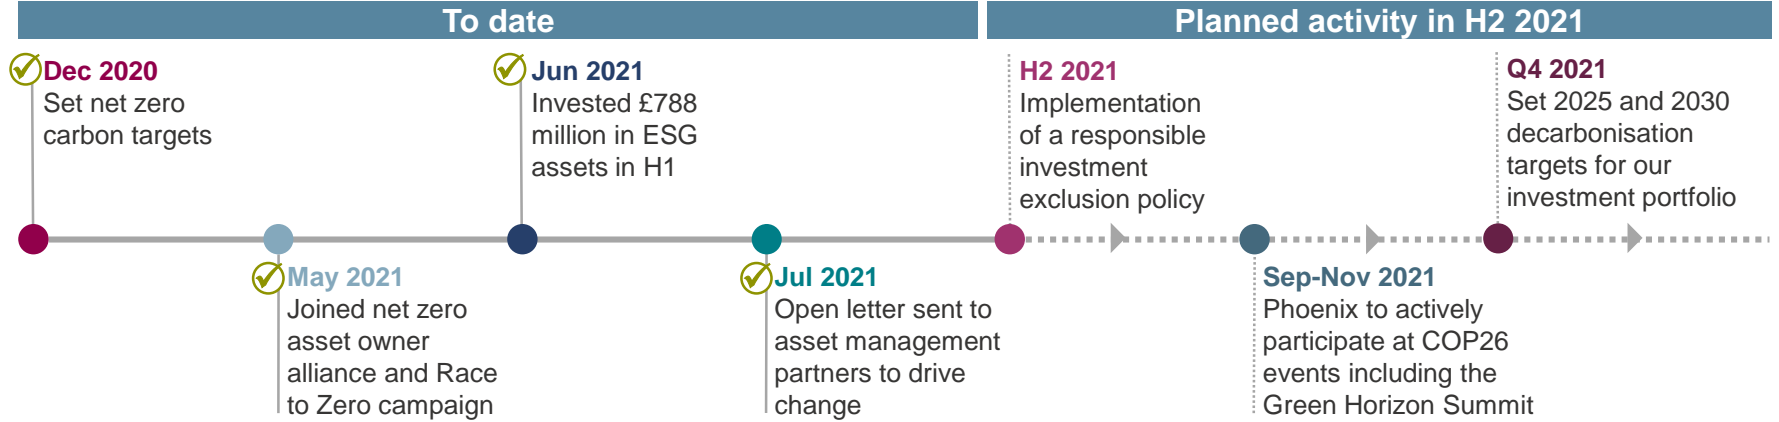 To date
Planned activity in H2 2021
Dec 2020
Set net zero
carbon targets
May 2021
Joined net zero
asset owner
alliance and Race
to Zero campaign
Jun 2021
Invested £788
million in ESG
assets in H1
Jul 2021
Open letter sent to
asset management
partners to drive
change
H2 2021
Implementation
of a responsible
investment
exclusion policy
Sep-Nov 2021
Phoenix to actively
participate at COP26
events including the
Green Horizon Summit
Q4 2021
Set 2025 and 2030
decarbonisation
targets for our
investment portfolio